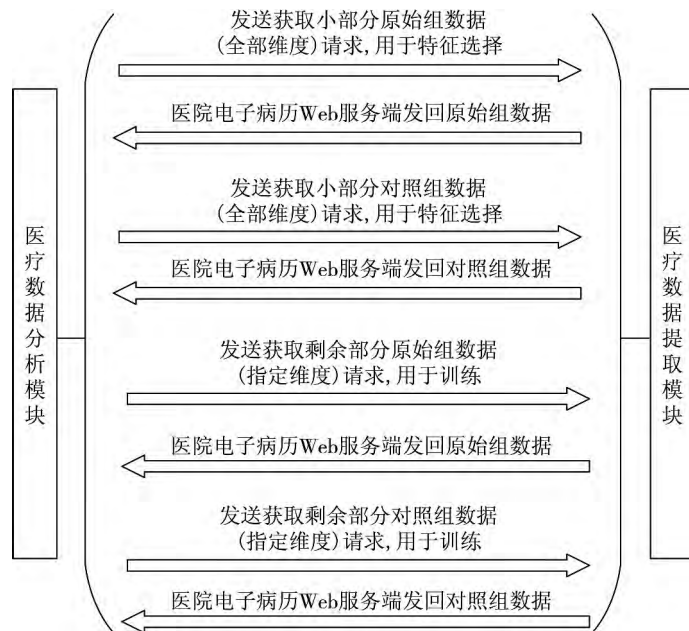 发送获取小部分原始组数据
(全部维度)请求,用于特征选择
医院电子病历Web服务端发回原始组数据
发送获取小部分对照组数据
(全部维度)请求,用于特征选择
医院电子病历Web服务端发回对照组数据
发送获取剩余部分原始组数据
(指定维度)请求,用于训练
医院电子病历Web服务端发回原始组数据
发送获取剩余部分对照组数据
(指定维度)请求,用于训练
医院电子病历Web服务端发回对照组数据
医疗数据分析模块
医疗数据提取模块